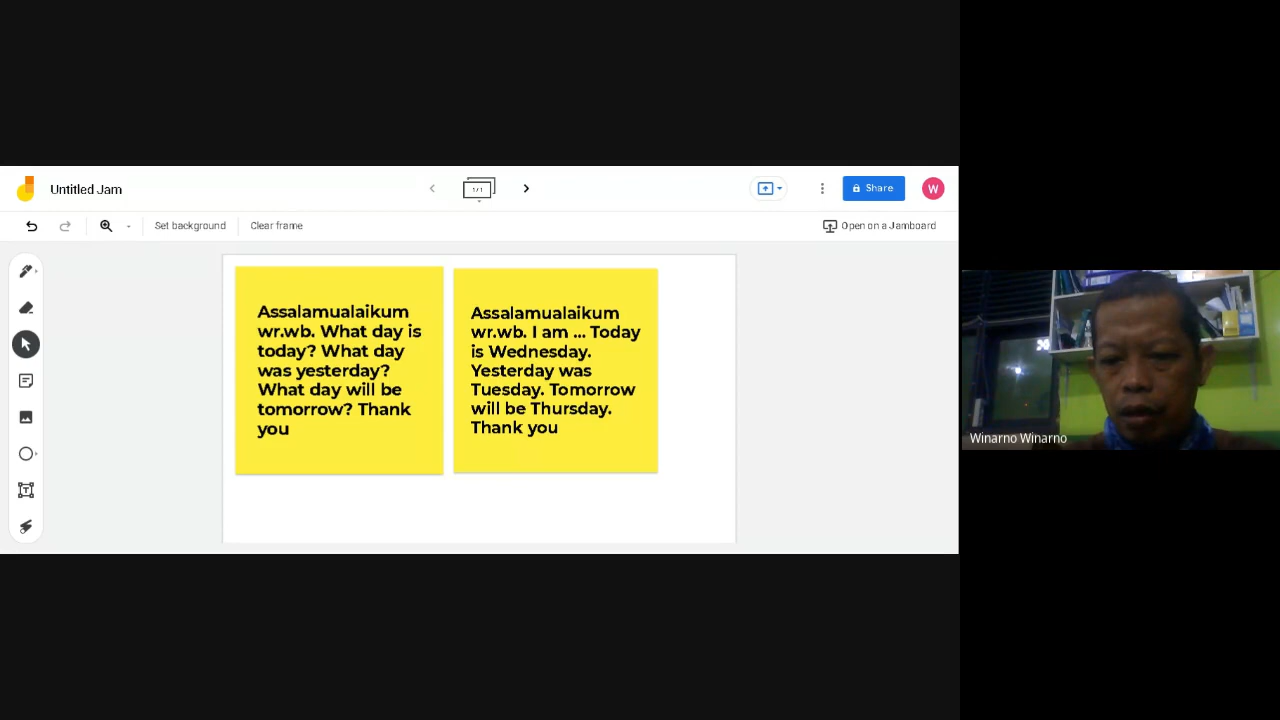 Untitled Jam
1/1
Share
W
Set background
Clear frame
Open on a Jamboard
Assalamualaikum
wr.wb. What day is
today? What day
was yesterday?
What day will be
tomorrow? Thank
you
Assalamualaikum
wr.wb. I am ... Today
is Wednesday.
Yesterday was
Tuesday. Tomorrow
will be Thursday.
Thank you
Winarno Winarno